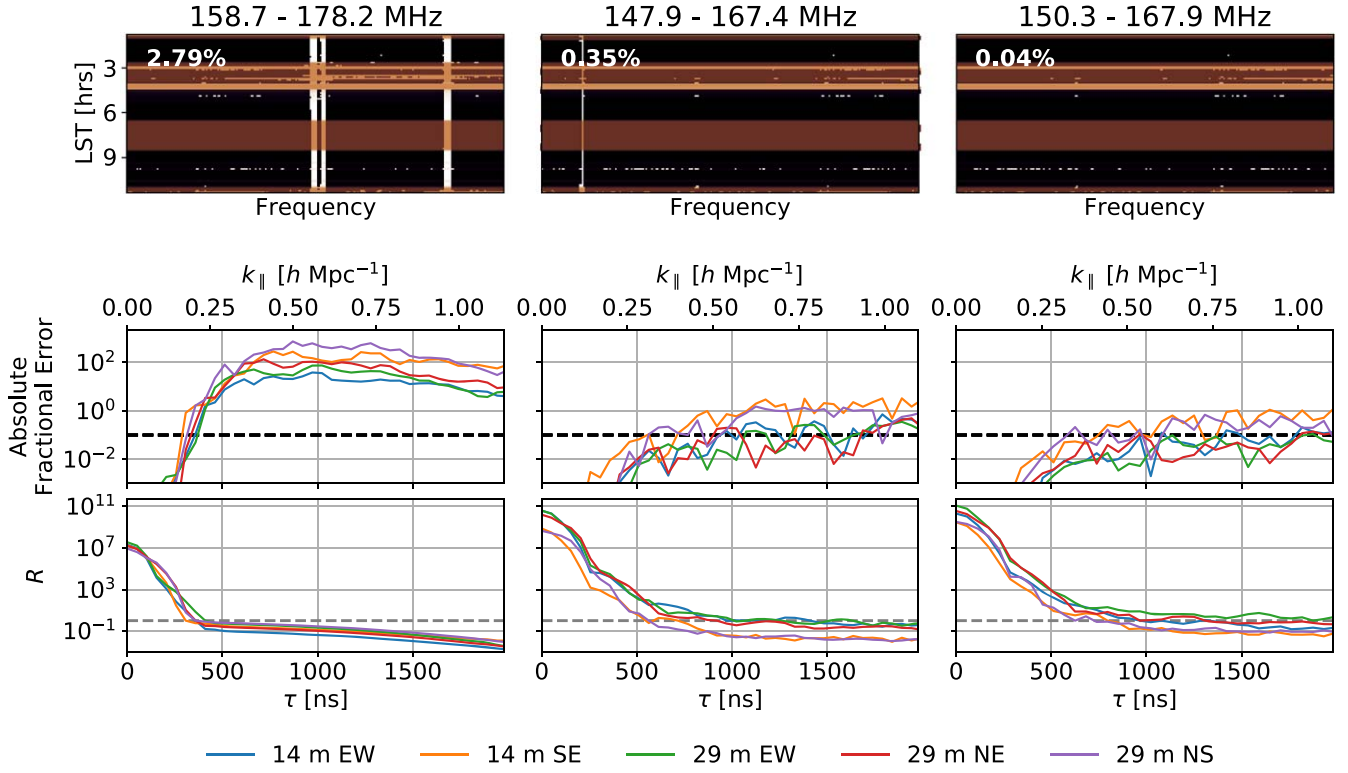 158.7 - 178.2 MHz 147.9 - 167.4 MHz 150.3 - 167.9 MHz
2.79% 0.35% 0.04%
LST [hrs]
3
6
9
Frequency Frequency Frequency
k∥ [h Mpc⁻¹] k∥ [h Mpc⁻¹] k∥ [h Mpc⁻¹]
0.00 0.25 0.50 0.75 1.00 0.00 0.25 0.50 0.75 1.00 0.00 0.25 0.50 0.75 1.00
Absolute
Fractional Error
10²
10⁰
10⁻²
R
10¹¹
10⁷
10³
10⁻¹
0 500 1000 1500 0 500 1000 1500 0 500 1000 1500
τ [ns] τ [ns] τ [ns]
14 m EW 14 m SE 29 m EW 29 m NE 29 m NS